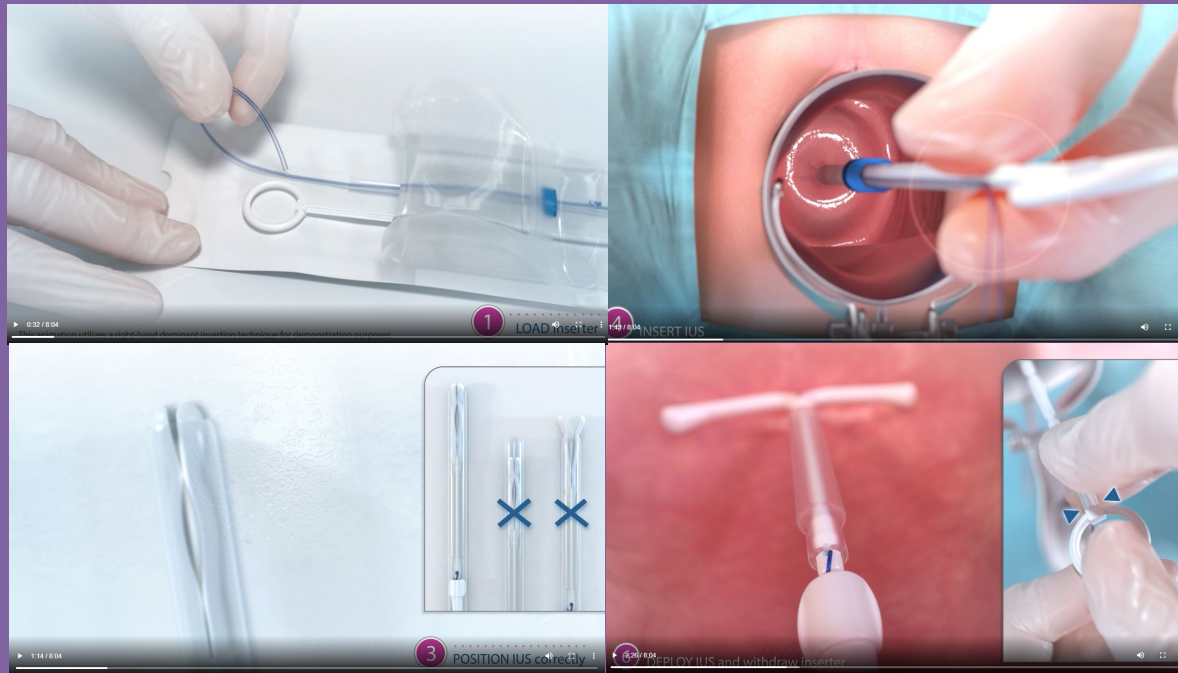 0:32 / 8:04
This animation utilizes a right-hand dominant insertion technique for demonstration purposes
1 LOAD inserter
1:43 / 8:04
4 INSERT IUS
1:14 / 8:04
3 POSITION IUS correctly
2:26 / 8:04
6 DEPLOY IUS and withdraw inserter